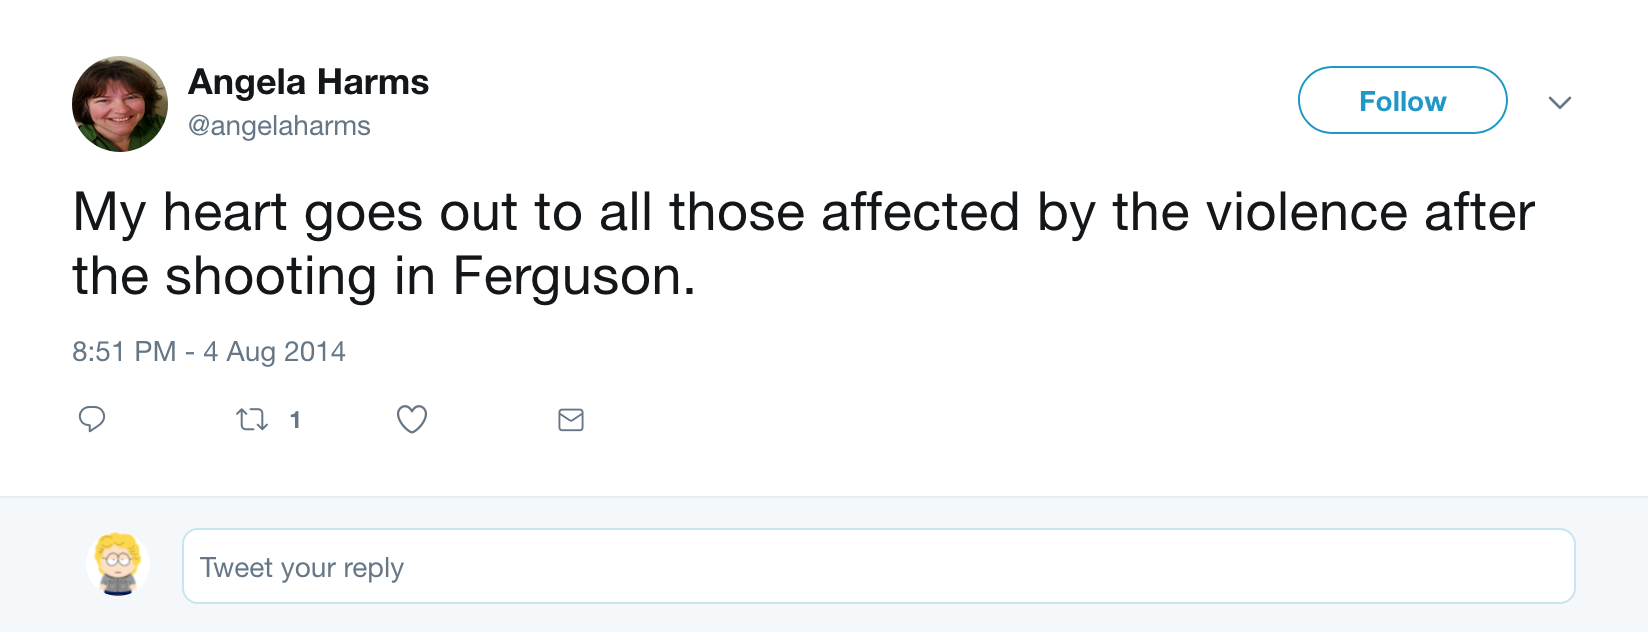 Angela Harms
@angelaharms
Follow
My heart goes out to all those affected by the violence after
the shooting in Ferguson.
8:51 PM - 4 Aug 2014
1
Tweet your reply